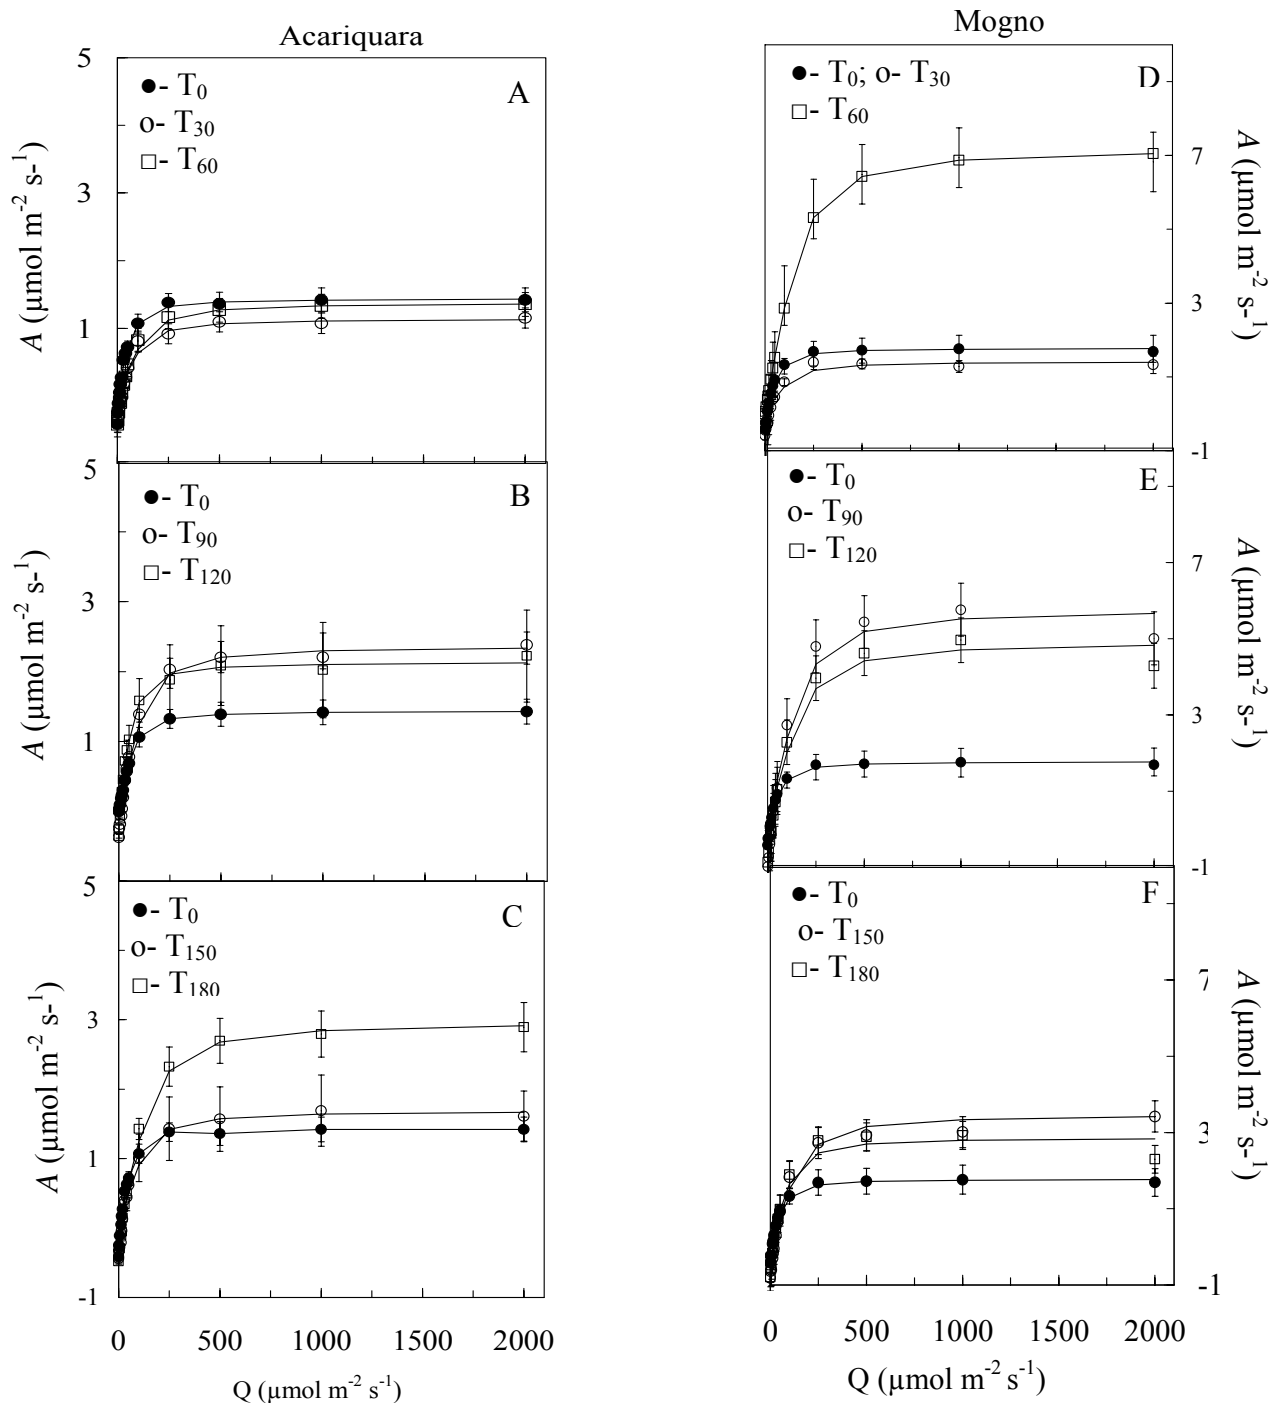 Acariquara
5
●- T0
o- T30
□- T60
A
3
1
A (µmol m-2 s-1)
5
●- T0
o- T90
□- T120
B
3
1
A (µmol m-2 s-1)
5
●- T0
o- T150
□- T180
C
3
1
-1
A (µmol m-2 s-1)
0 500 1000 1500 2000
Q (µmol m-2 s-1)
Mogno
●- T0; o- T30
□- T60
D
7
3
-1
A (µmol m-2 s-1)
●- T0
o- T90
□- T120
E
7
3
-1
A (µmol m-2 s-1)
●- T0
o- T150
□- T180
F
7
3
-1
A (µmol m-2 s-1)
0 500 1000 1500 2000
Q (µmol m-2 s-1)